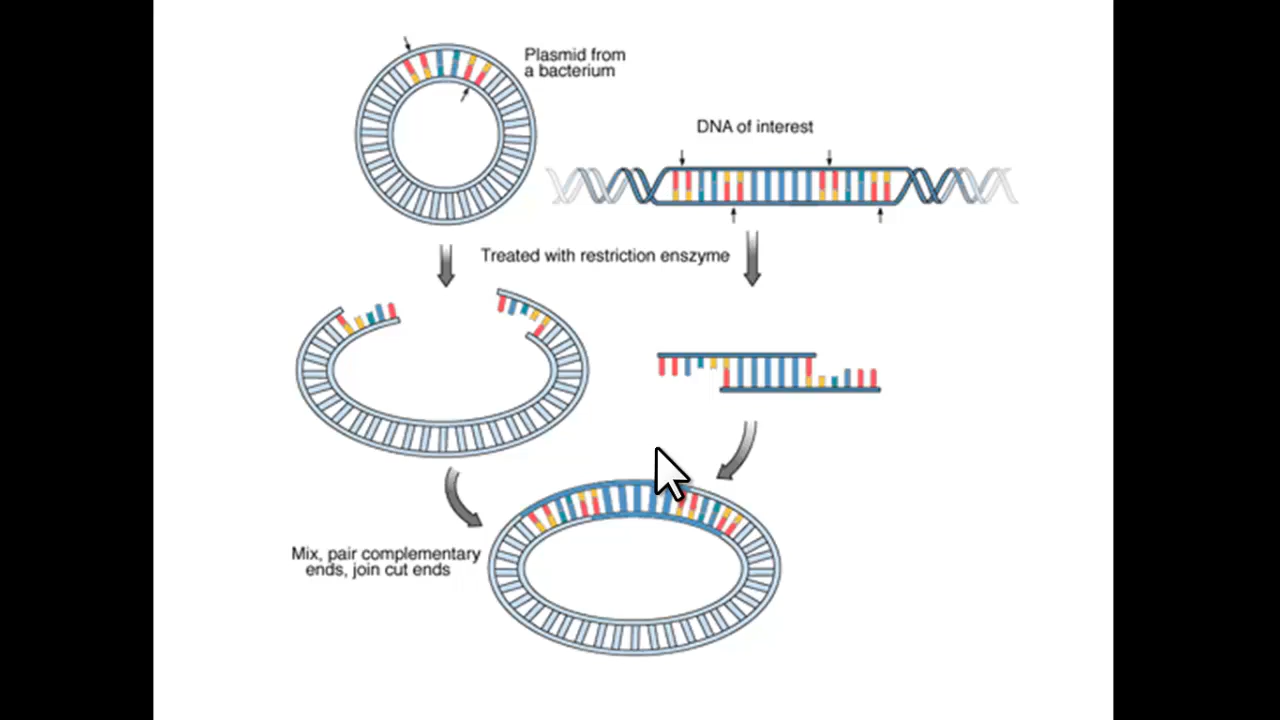 Plasmid from
a bacterium
DNA of interest
Treated with restriction enszyme
Mix, pair complementary
ends, join cut ends